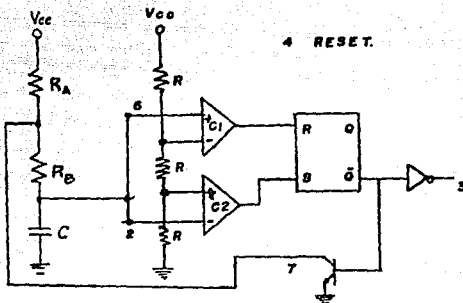 Vcc
Vcc
4 RESET.
RA
R
6
+
C1
-
R
Q
RB
R
+
C2
-
S
Q̄
3
C
2
R
7